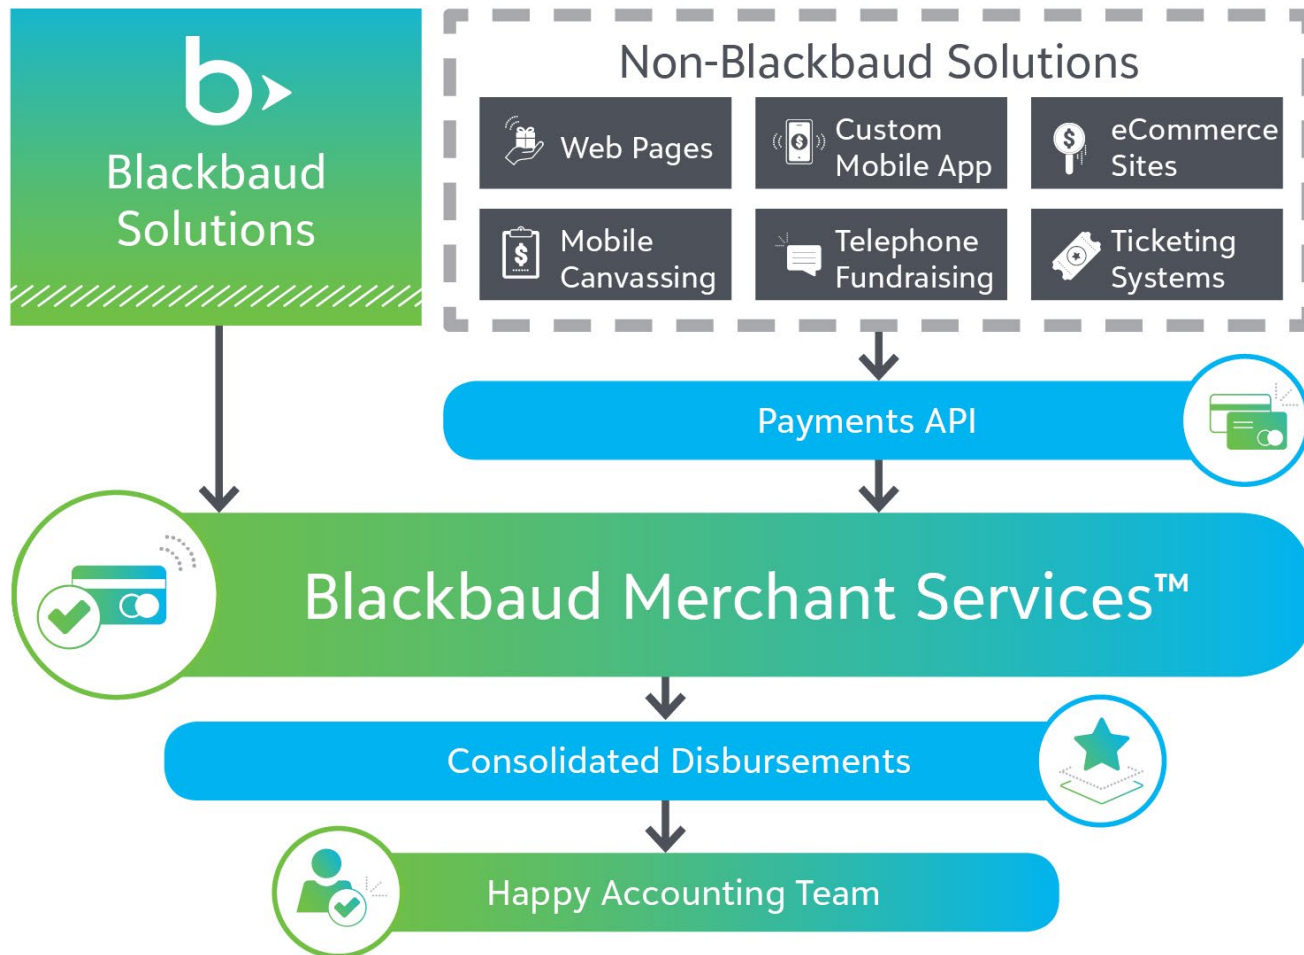 b
Blackbaud
Solutions
Non-Blackbaud Solutions
Web Pages
Custom
Mobile App
eCommerce
Sites
Mobile
Canvassing
Telephone
Fundraising
Ticketing
Systems
Payments API
Blackbaud Merchant Services™
Consolidated Disbursements
Happy Accounting Team